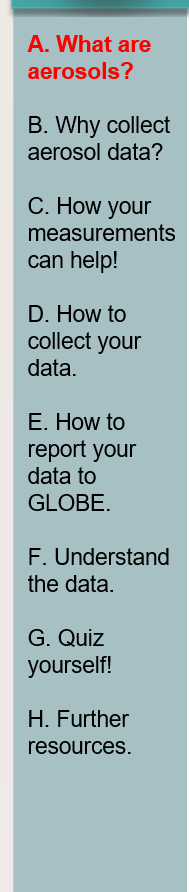 A. What are
aerosols?
B. Why collect
aerosol data?
C. How your
measurements
can help!
D. How to
collect your
data.
E. How to
report your
data to
GLOBE.
F. Understand
the data.
G. Quiz
yourself!
H. Further
resources.